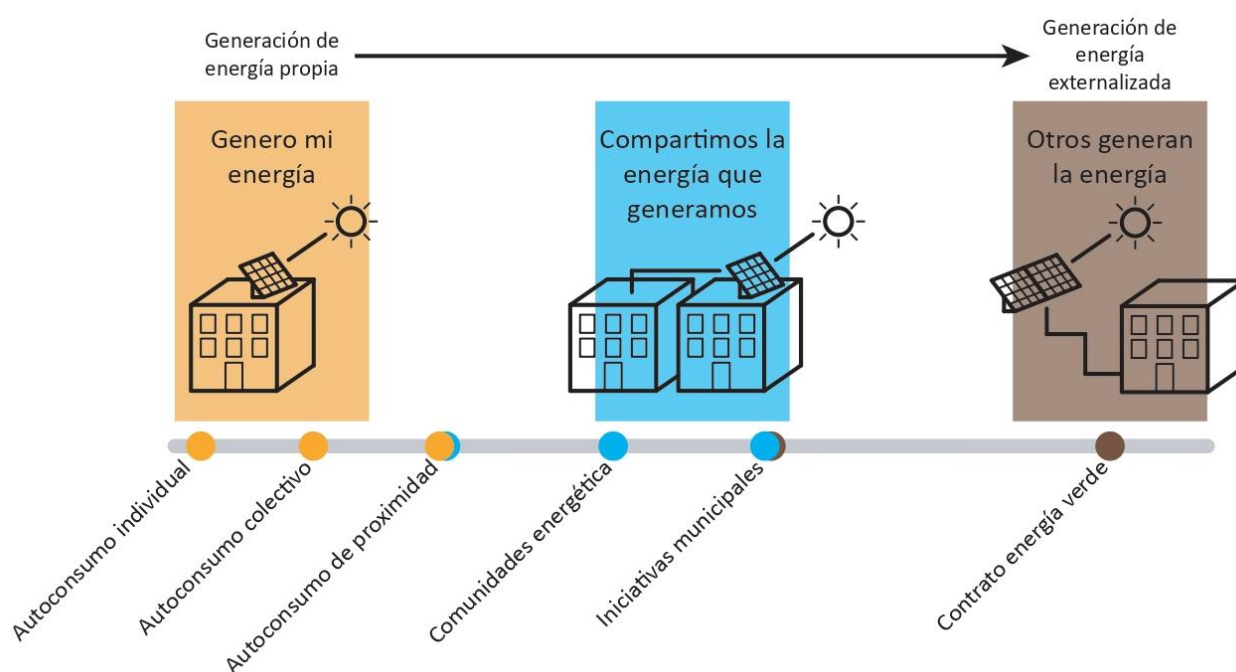 Generación de
energía propia
Generación de
energía
externalizada
Genero mi
energía
Compartimos la
energía que
generamos
Otros generan
la energía
Autoconsumo individual
Autoconsumo colectivo
Autoconsumo de proximidad
Comunidades energética
Iniciativas municipales
Contrato energía verde